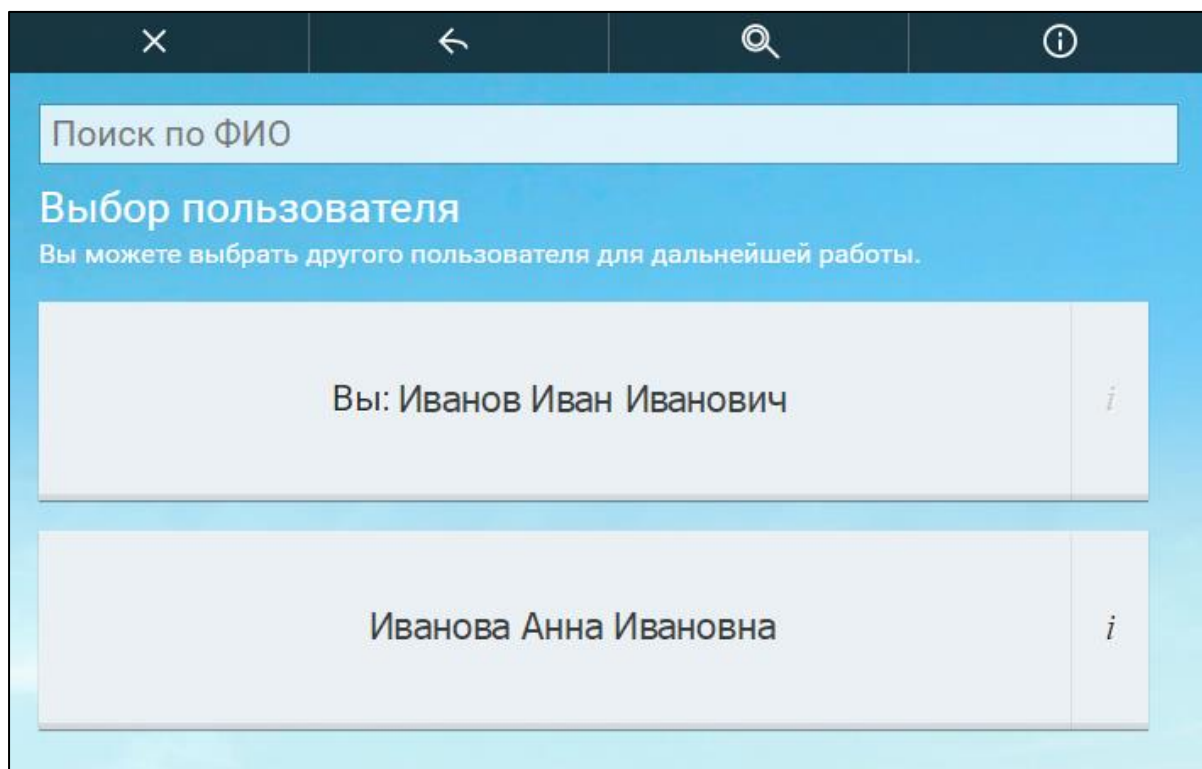 Поиск по ФИО
Выбор пользователя
Вы можете выбрать другого пользователя для дальнейшей работы.
Вы: Иванов Иван Иванович
i
Иванова Анна Ивановна
i